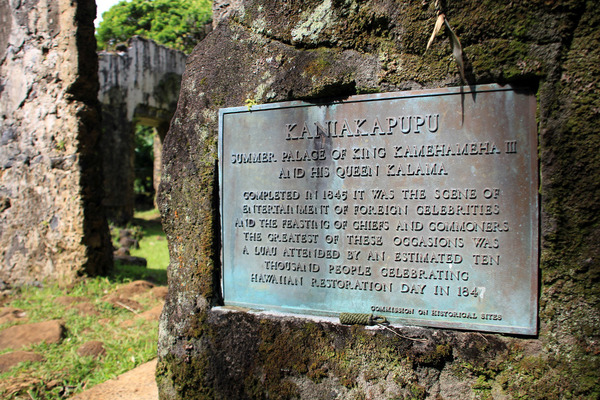 KANIAKAPUPU
SUMMER PALACE OF KING KAMEHAMEHA III
AND HIS QUEEN KALAMA
COMPLETED IN 1845 IT WAS THE SCENE OF
ENTERTAINMENT OF FOREIGN CELEBRITIES
AND THE FEASTING OF CHIEFS AND COMMONERS
THE GREATEST OF THESE OCCASIONS WAS
A LUAU ATTENDED BY AN ESTIMATED TEN
THOUSAND PEOPLE CELEBRATING
HAWAIIAN RESTORATION DAY IN 1847
COMMISSION ON HISTORICAL SITES